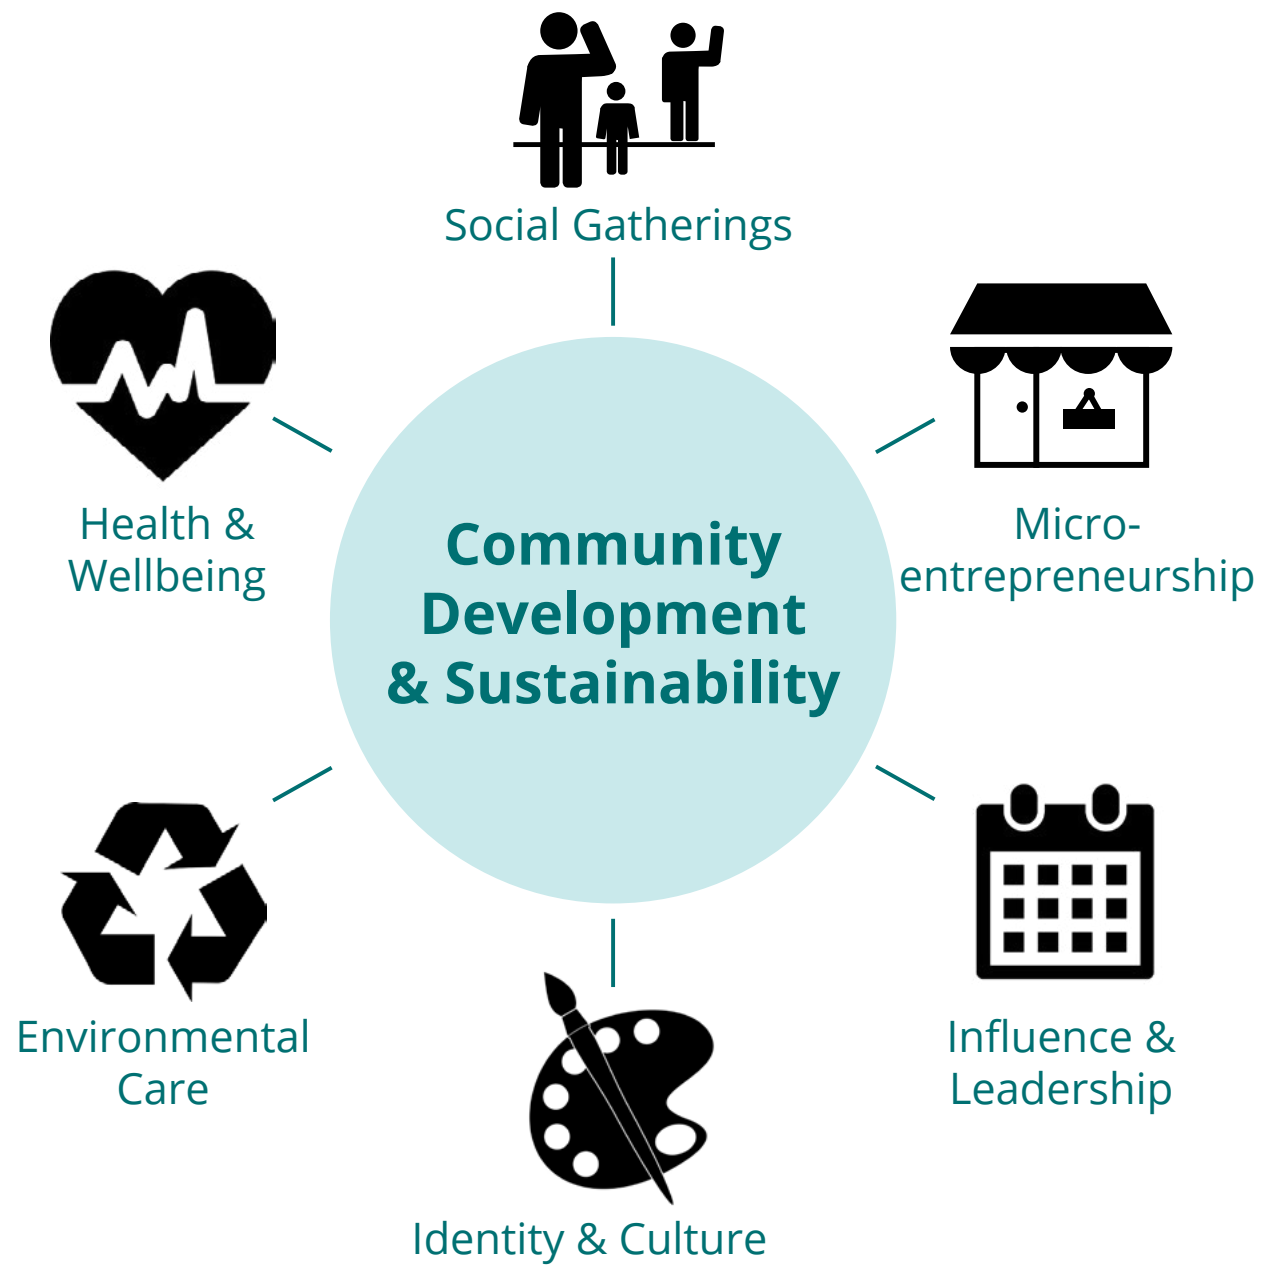 Social Gatherings
Health &
Wellbeing
Micro-
entrepreneurship
Community
Development
& Sustainability
Environmental
Care
Influence &
Leadership
Identity & Culture